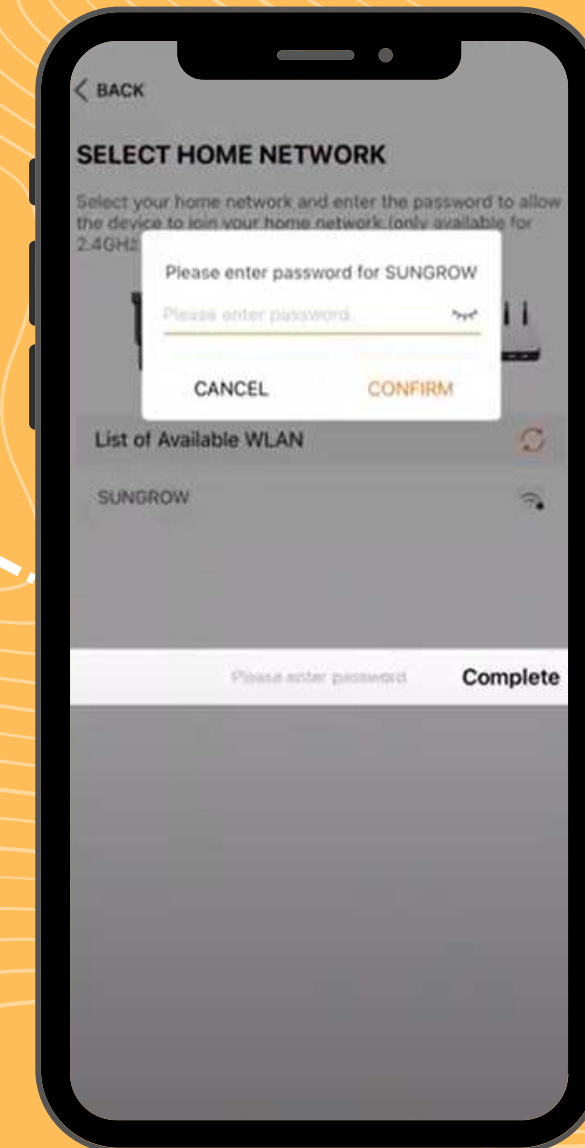 BACK
SELECT HOME NETWORK
Select your home network and enter the password to allow
the device to join your home network (only available for
2.4GHz
Please enter password for SUNGROW
Please enter password.
CANCEL CONFIRM
List of Available WLAN
SUNGROW
Please enter password Complete